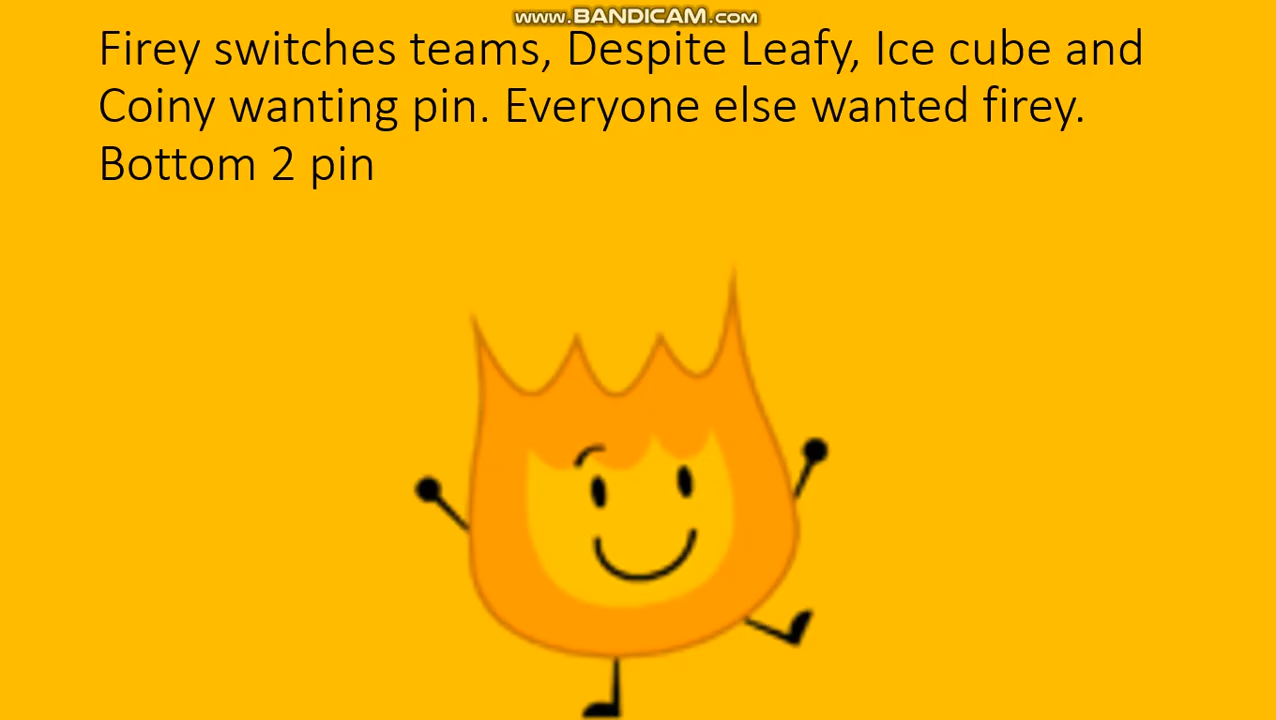 www.BANDICAM.com
Firey switches teams, Despite Leafy, Ice cube and
Coiny wanting pin. Everyone else wanted firey.
Bottom 2 pin